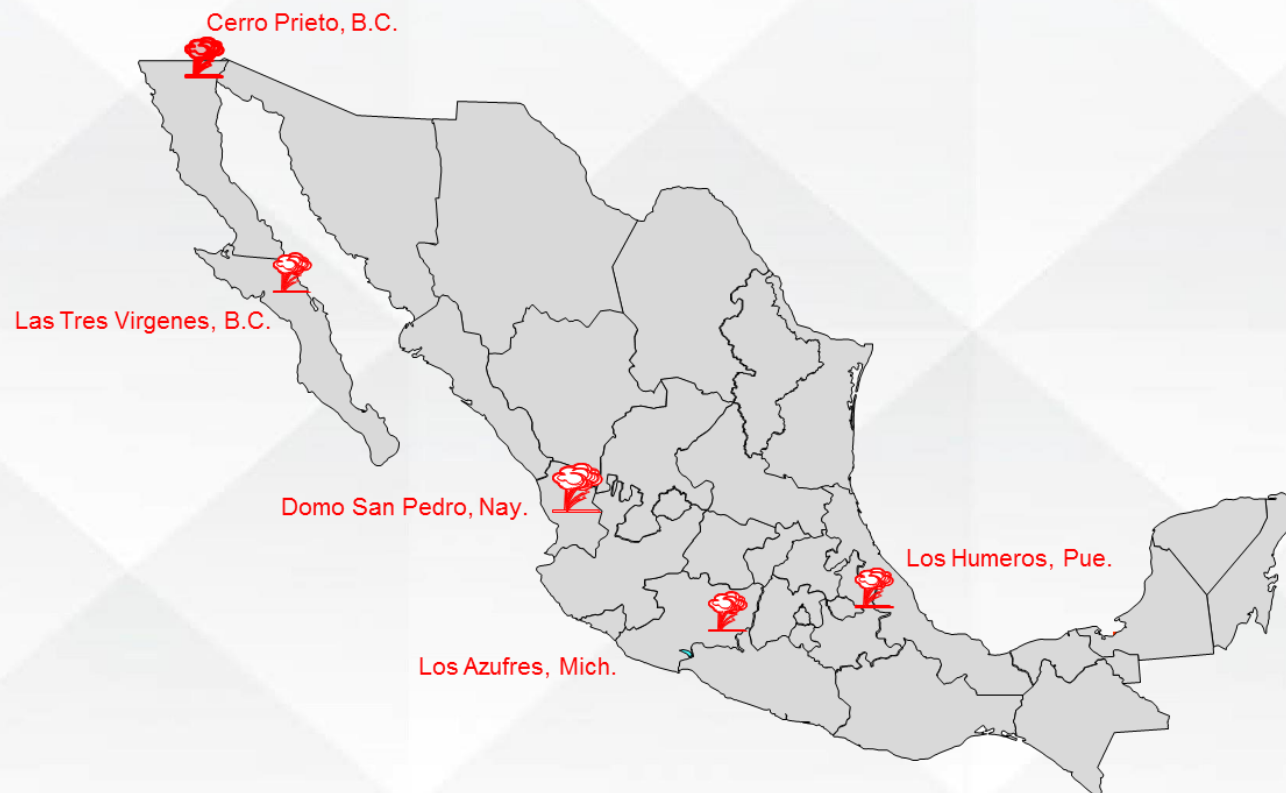 Cerro Prieto, B.C.
Las Tres Virgenes, B.C.
Domo San Pedro, Nay.
Los Humeros, Pue.
Los Azufres, Mich.